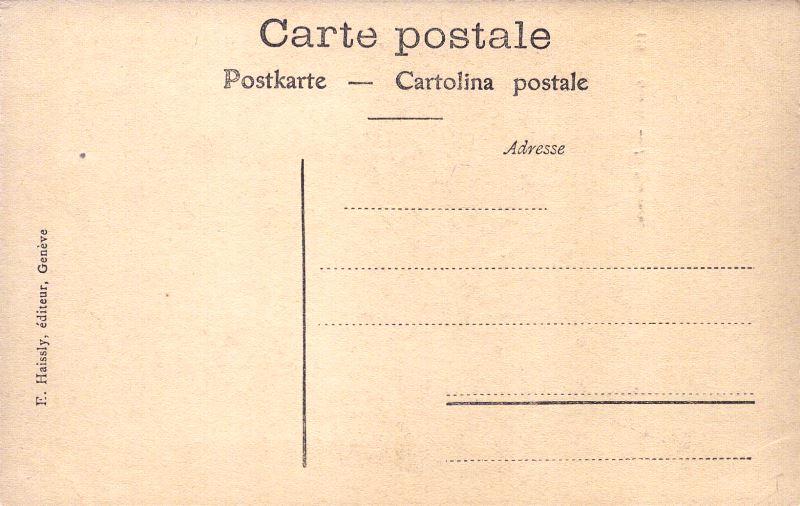 Carte postale
Postkarte — Cartolina postale
Adresse
E. Haissly, éditeur, Genève